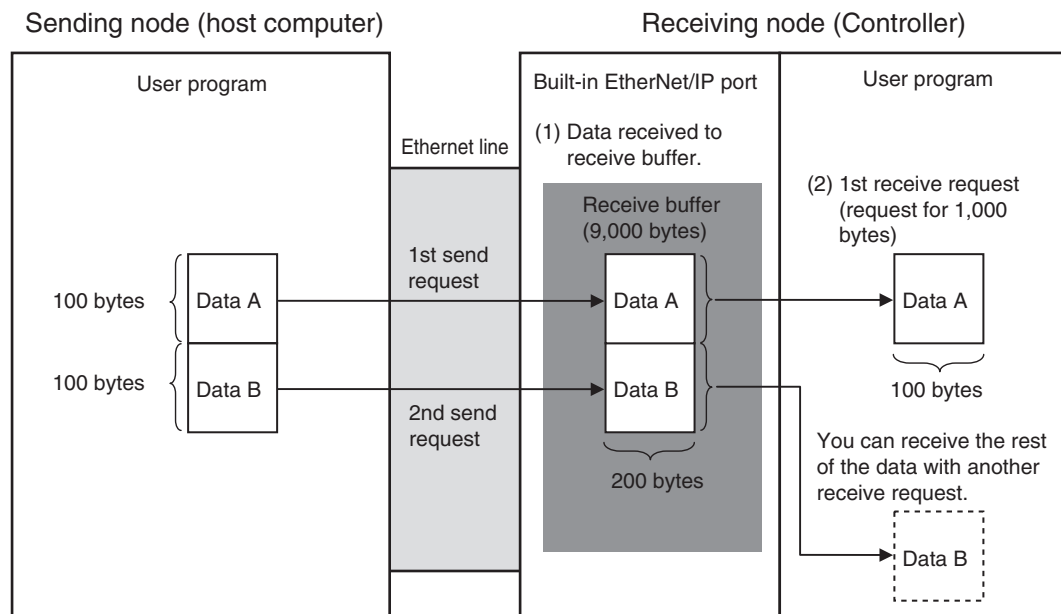 Sending node (host computer)
Receiving node (Controller)
User program
Built-in EtherNet/IP port
User program
Ethernet line
(1) Data received to
receive buffer.
(2) 1st receive request
(request for 1,000
bytes)
Receive buffer
(9,000 bytes)
1st send
request
100 bytes
Data A
Data A
Data A
100 bytes
Data B
Data B
100 bytes
2nd send
request
200 bytes
You can receive the rest
of the data with another
receive request.
Data B